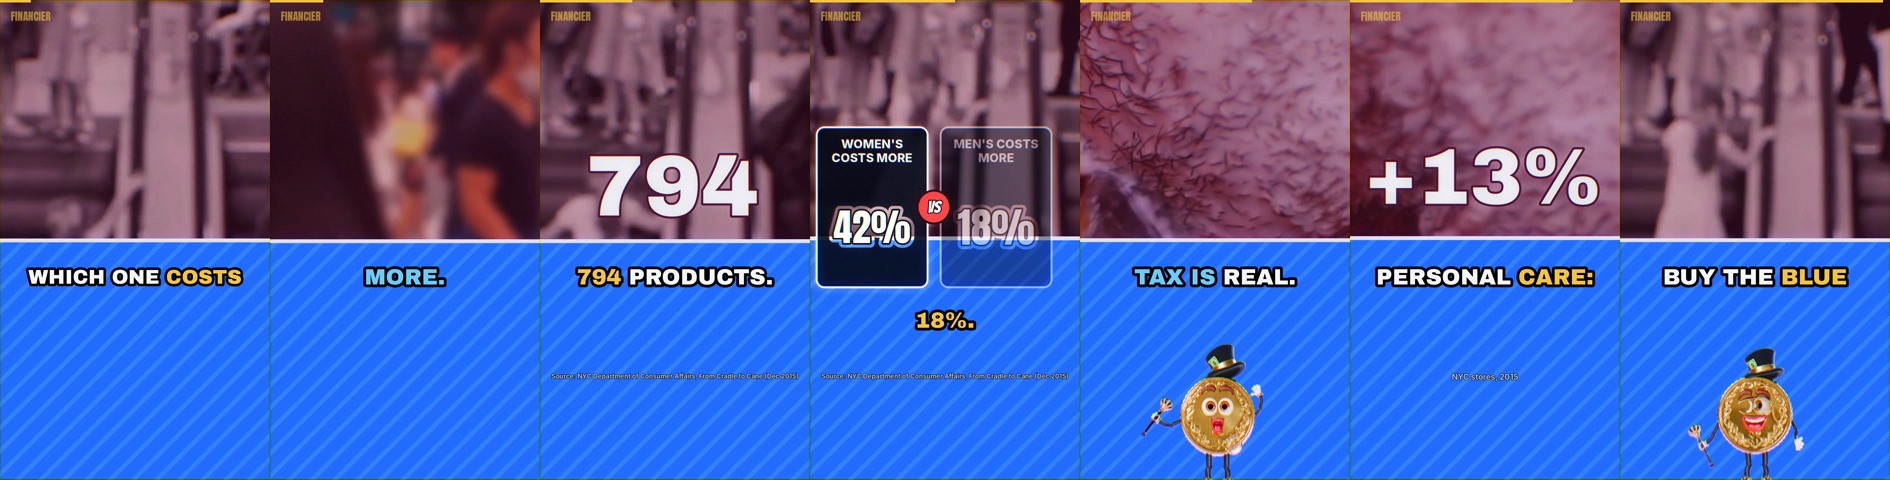 FINANCIER
WHICH ONE COSTS
FINANCIER
MORE.
FINANCIER
794
794 PRODUCTS.
Source: NYC Department of Consumer Affairs, From Cradle to Cane (Dec 2015)
FINANCIER
WOMEN'S
COSTS MORE
42%
VS
MEN'S COSTS
MORE
18%
18%.
Source: NYC Department of Consumer Affairs, From Cradle to Cane (Dec 2015)
FINANCIER
TAX IS REAL.
FINANCIER
+13%
PERSONAL CARE:
NYC stores, 2015
FINANCIER
BUY THE BLUE